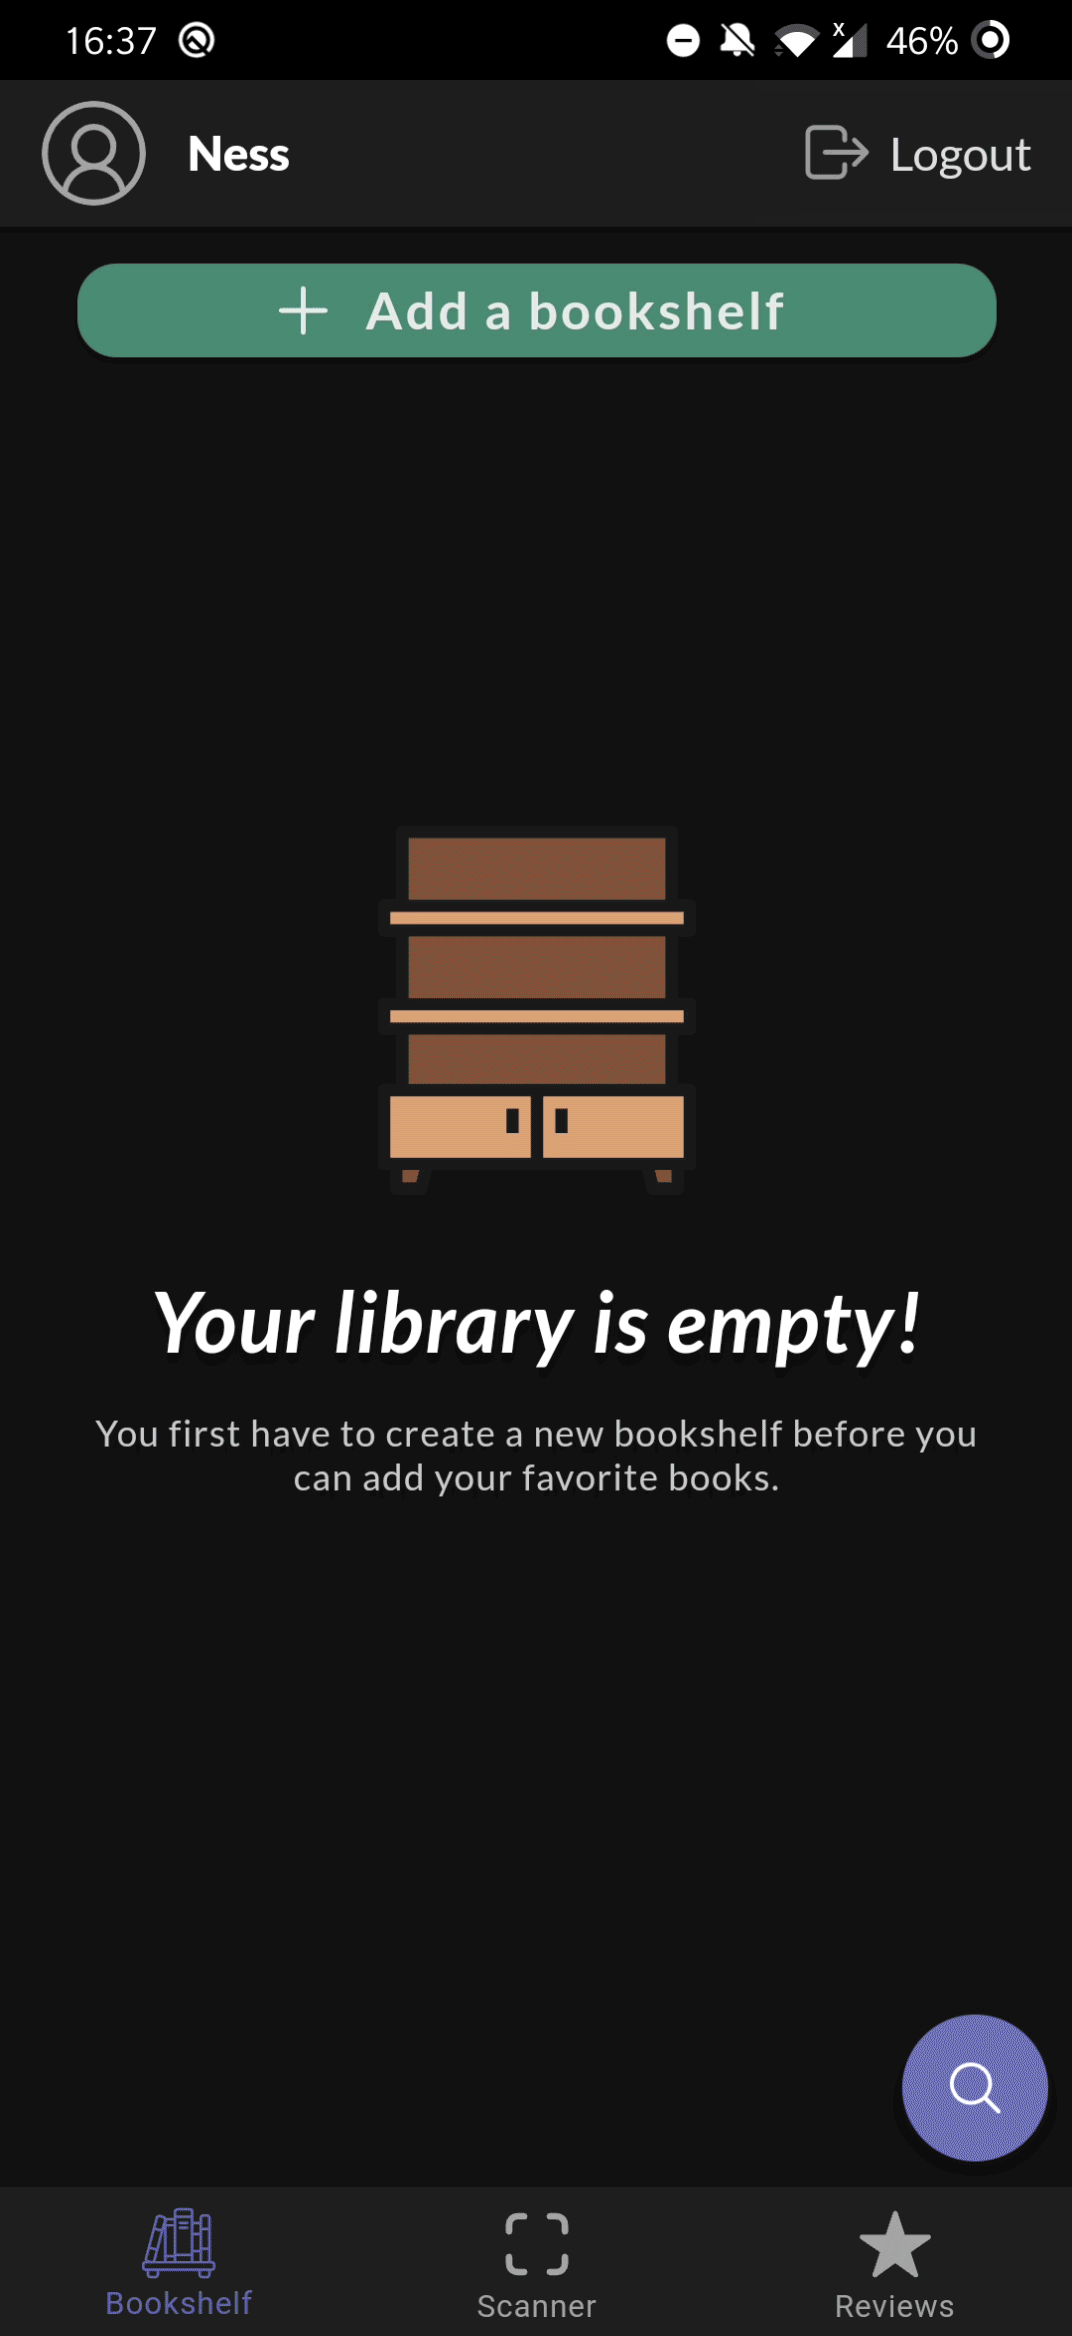 16:37
x
46%
Ness
Logout
Add a bookshelf
Your library is empty!
You first have to create a new bookshelf before you
can add your favorite books.
Bookshelf
Scanner
Reviews